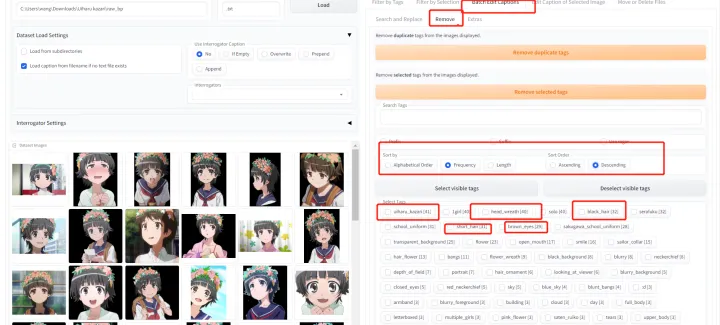 C:\Users\wong\Downloads\Uiharu kazari\raw_lap
.txt
Load
Dataset Load Settings
Load from subdirectories
Load caption from filename if no text file exists
Use Interrogator Caption
No
If Empty
Overwrite
Prepend
Append
Interrogators
Interrogator Settings
Dataset Images
Filter by Tags
Filter by Selection
Batch Edit Captions
Edit Caption of Selected Image
Move or Delete Files
Search and Replace
Remove
Extras
Remove duplicate tags from the images displayed.
Remove duplicate tags
Remove selected tags from the images displayed.
Remove selected tags
Search Tags
Sort by
Alphabetical Order
Frequency
Length
Sort Order
Ascending
Descending
Select visible tags
Deselect visible tags
Select Tags
uiharu_kazari [41]
1girl [40]
head_wreath [40]
solo [40]
black_hair [32]
serafuku [32]
school_uniform [31]
short_hair [31]
brown_eyes [29]
sakugawa_school_uniform [28]
transparent_background [25]
flower [23]
open_mouth [17]
smile [16]
sailor_collar [15]
hair_flower [13]
bangs [11]
flower_wreath [9]
black_background [8]
blurry [8]
neckerchief [8]
depth_of_field [7]
portrait [7]
hair_ornament [6]
looking_at_viewer [6]
blurry_background [5]
closed_eyes [5]
red_neckerchief [5]
sky [5]
blue_sky [4]
blunt_bangs [4]
:d [3]
armband [3]
blurry_foreground [3]
building [3]
cloud [3]
day [3]
full_body [3]
letterboxed [3]
multiple_girls [3]
pink_flower [3]
saten_ruiko [3]
tears [3]
upper_body [3]